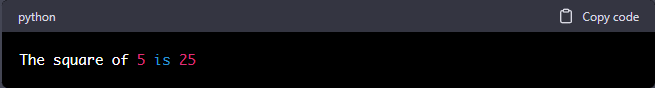 python
Copy code
The square of 5 is 25